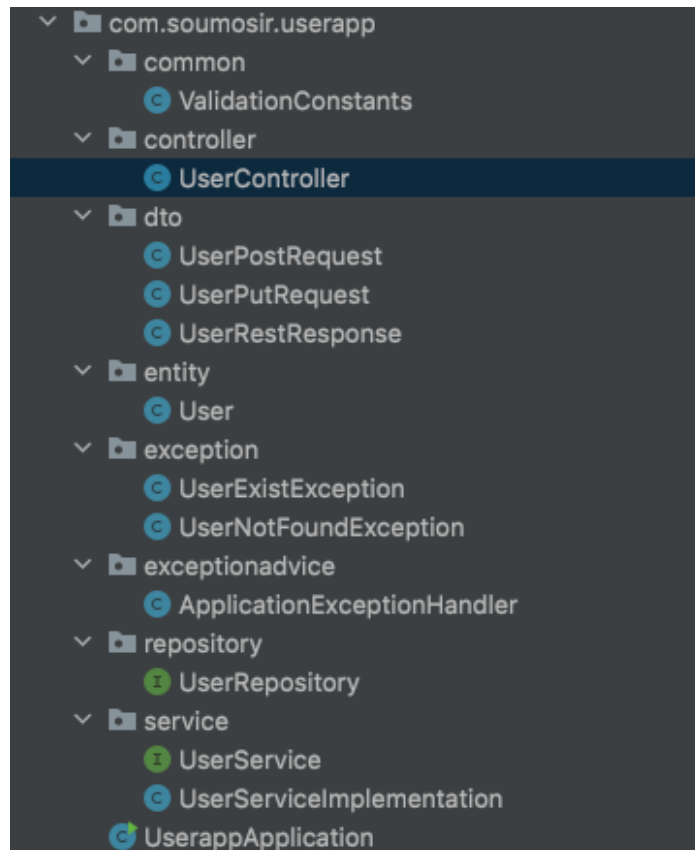 com.soumosir.userapp
common
C ValidationConstants
controller
C UserController
dto
C UserPostRequest
C UserPutRequest
C UserRestResponse
entity
C User
exception
C UserExistException
C UserNotFoundException
exceptionadvice
C ApplicationExceptionHandler
repository
I UserRepository
service
I UserService
C UserServiceImplementation
C UserappApplication